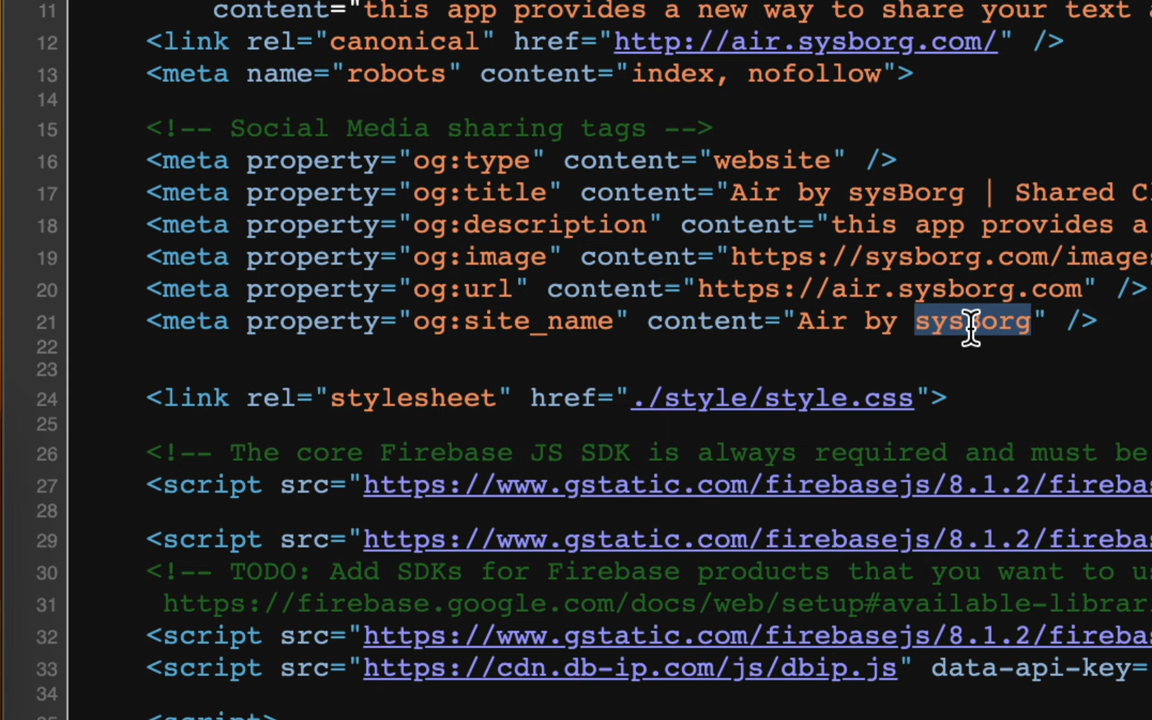 11 content="this app provides a new way to share your text
12 <link rel="canonical" href="http://air.sysborg.com/" />
13 <meta name="robots" content="index, nofollow">
14
15 <!-- Social Media sharing tags -->
16 <meta property="og:type" content="website" />
17 <meta property="og:title" content="Air by sysBorg | Shared
18 <meta property="og:description" content="this app provides a
19 <meta property="og:image" content="https://sysborg.com/images
20 <meta property="og:url" content="https://air.sysborg.com" />
21 <meta property="og:site_name" content="Air by sysBorg" />
22
23
24 <link rel="stylesheet" href="./style/style.css">
25
26 <!-- The core Firebase JS SDK is always required and must be
27 <script src="https://www.gstatic.com/firebasejs/8.1.2/fireba
28
29 <script src="https://www.gstatic.com/firebasejs/8.1.2/fireba
30 <!-- TODO: Add SDKs for Firebase products that you want to
31 https://firebase.google.com/docs/web/setup#available-librar
32 <script src="https://www.gstatic.com/firebasejs/8.1.2/fireba
33 <script src="https://cdn.db-ip.com/js/dbip.js" data-api-key=
34
<script>